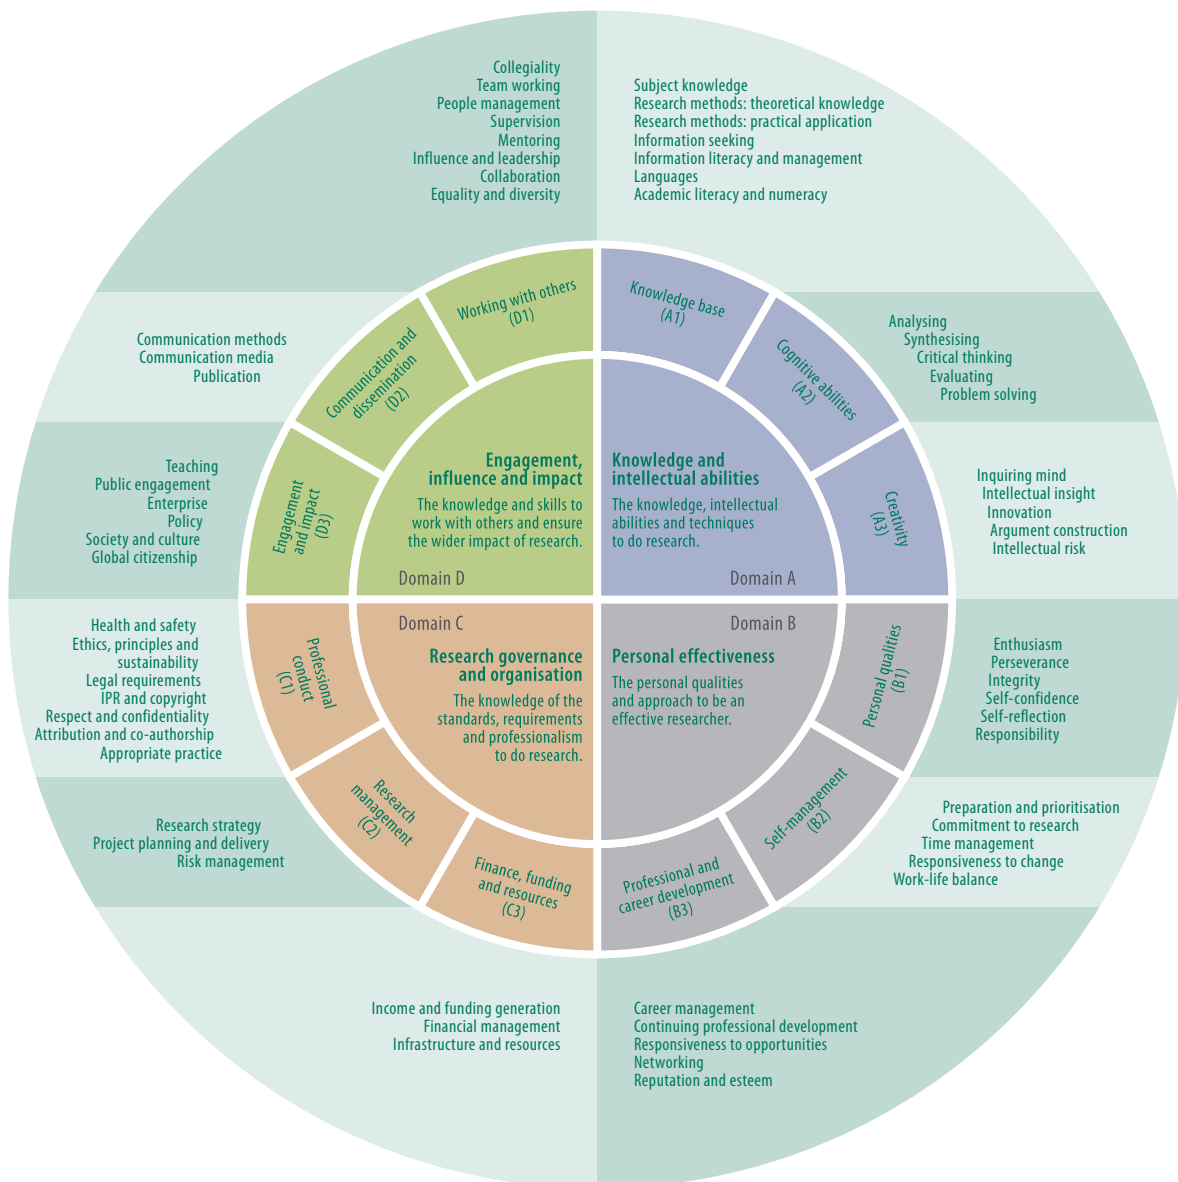 Collegiality
Team working
People management
Supervision
Mentoring
Influence and leadership
Collaboration
Equality and diversity
Subject knowledge
Research methods: theoretical knowledge
Research methods: practical application
Information seeking
Information literacy and management
Languages
Academic literacy and numeracy
Working with others
(D1)
Knowledge base
(A1)
Communication methods
Communication media
Publication
Communication and
dissemination
(D2)
Cognitive abilities
(A2)
Analysing
Synthesising
Critical thinking
Evaluating
Problem solving
Teaching
Public engagement
Enterprise
Policy
Society and culture
Global citizenship
Engagement
and impact
(D3)
Engagement,
influence and impact
The knowledge and skills to
work with others and ensure
the wider impact of research.
Domain D
Knowledge and
intellectual abilities
The knowledge, intellectual
abilities and techniques
to do research.
Domain A
Creativity
(A3)
Inquiring mind
Intellectual insight
Innovation
Argument construction
Intellectual risk
Health and safety
Ethics, principles and
sustainability
Legal requirements
IPR and copyright
Respect and confidentiality
Attribution and co-authorship
Appropriate practice
Professional
conduct
(C1)
Domain C
Research governance
and organisation
The knowledge of the
standards, requirements
and professionalism
to do research.
Domain B
Personal effectiveness
The personal qualities
and approach to be an
effective researcher.
Personal qualities
(B1)
Enthusiasm
Perseverance
Integrity
Self-confidence
Self-reflection
Responsibility
Research strategy
Project planning and delivery
Risk management
Research
management
(C2)
Self-management
(B2)
Preparation and prioritisation
Commitment to research
Time management
Responsiveness to change
Work-life balance
Finance, funding
and resources
(C3)
Professional and
career development
(B3)
Income and funding generation
Financial management
Infrastructure and resources
Career management
Continuing professional development
Responsiveness to opportunities
Networking
Reputation and esteem